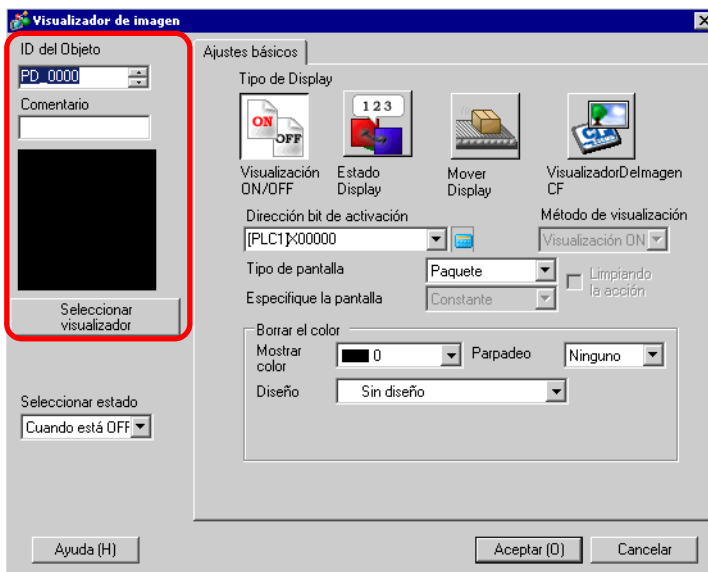 Visualizador de imagen
ID del Objeto
PD_0000
Comentario
Seleccionar
visualizador
Seleccionar estado
Cuando está OFF
Ajustes básicos
Tipo de Display
ON
OFF
1 2 3
Visualización
ON/OFF
Estado
Display
Mover
Display
VisualizadorDeImagen
CF
Dirección bit de activación
[PLC1]X00000
Método de visualización
Visualización ON
Tipo de pantalla
Paquete
Limpiando
la acción
Especifique la pantalla
Constante
Borrar el color
Mostrar
color
0
Parpadeo
Ninguno
Diseño
Sin diseño
Ayuda (H)
Aceptar (O)
Cancelar